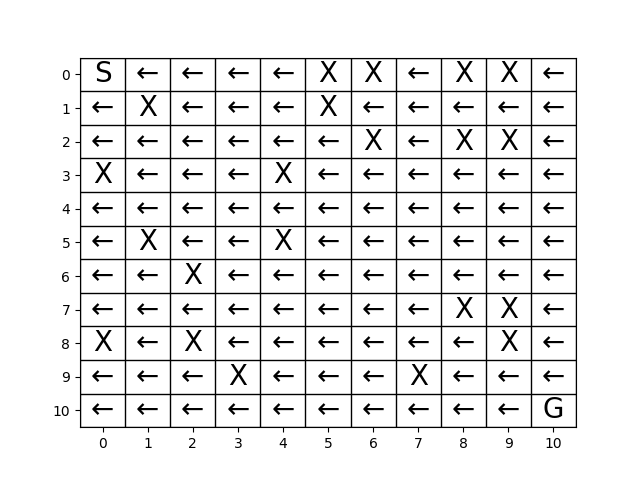 0 S ← ← ← ← X X ← X X ←
1 ← X ← ← ← X ← ← ← ← ←
2 ← ← ← ← ← ← X ← X X ←
3 X ← ← ← X ← ← ← ← ← ←
4 ← ← ← ← ← ← ← ← ← ← ←
5 ← X ← ← X ← ← ← ← ← ←
6 ← ← X ← ← ← ← ← ← ← ←
7 ← ← ← ← ← ← ← ← X X ←
8 X ← X ← ← ← ← ← ← X ←
9 ← ← ← X ← ← ← X ← ← ←
10 ← ← ← ← ← ← ← ← ← ← G
0 1 2 3 4 5 6 7 8 9 10